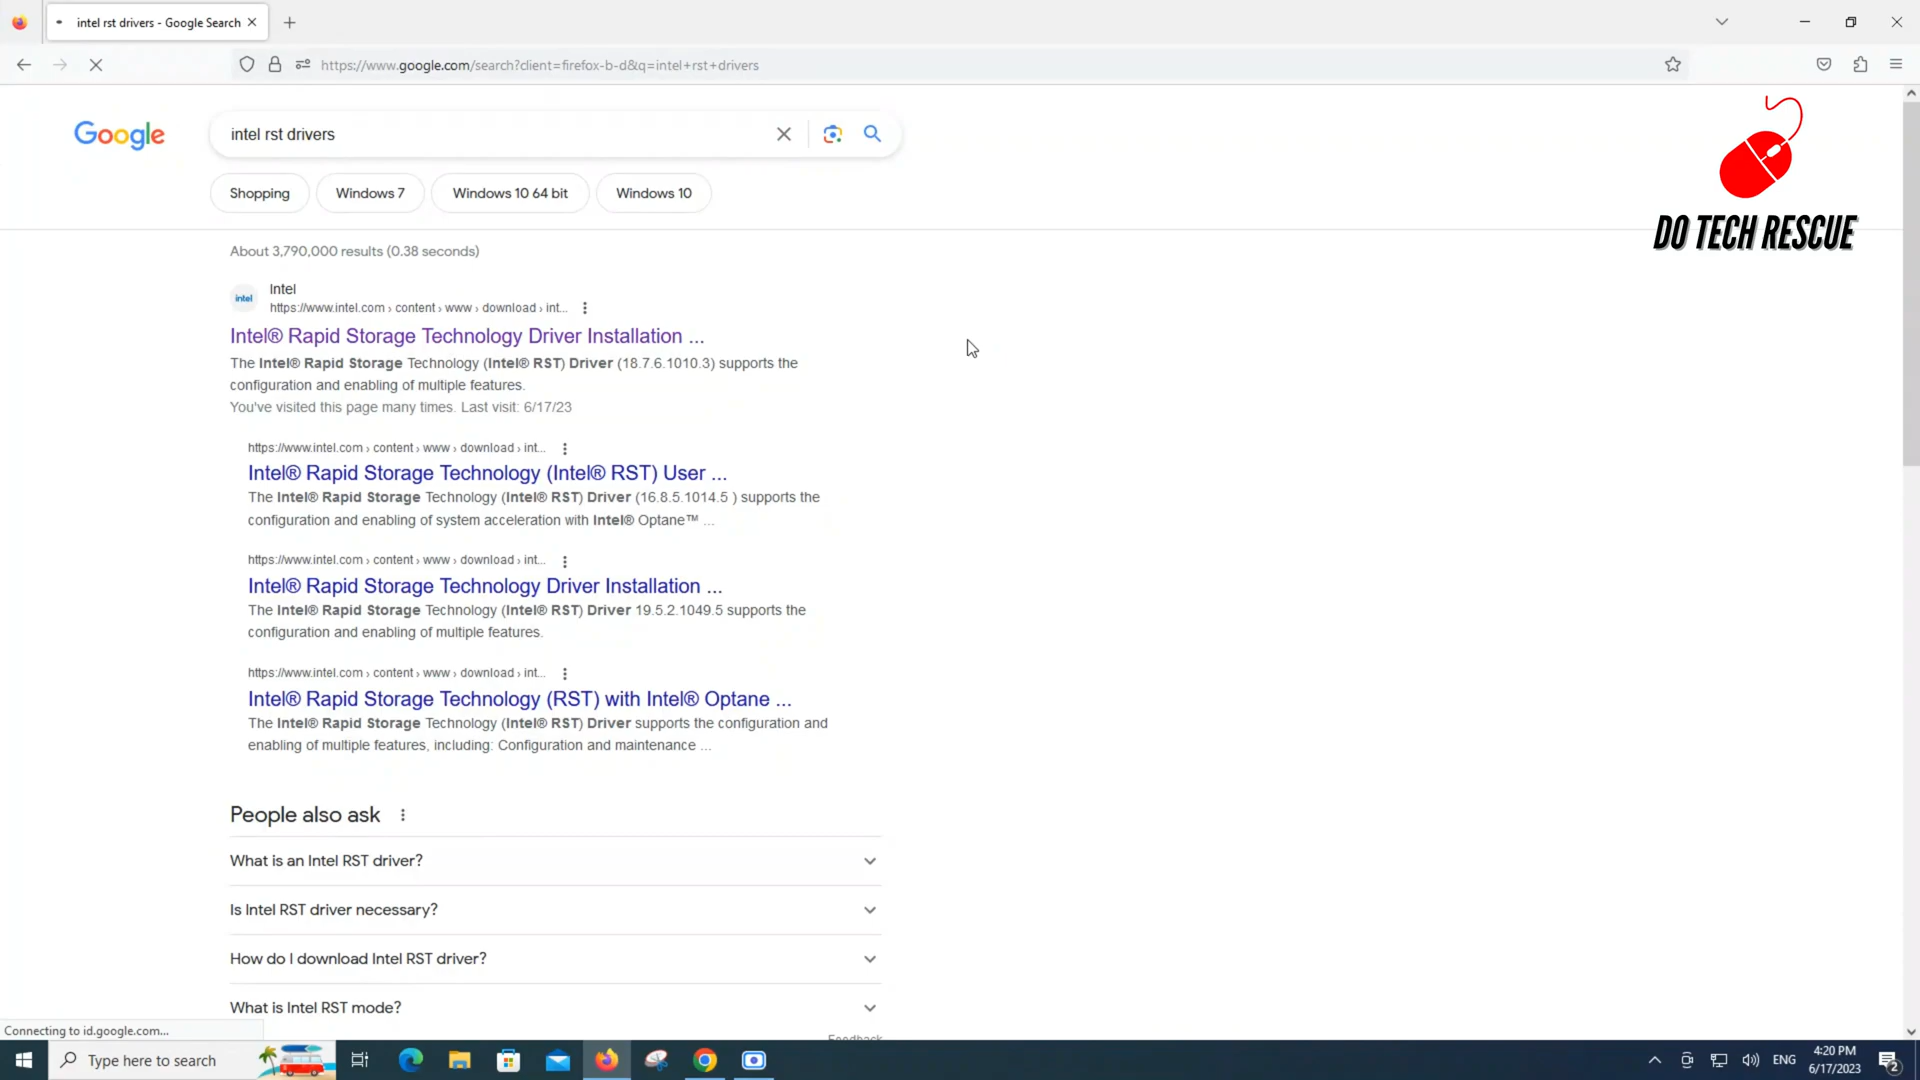 intel rst drivers - Google Search
https://www.google.com/search?client=firefox-b-d&q=intel+rst+drivers
Google
intel rst drivers
Shopping
Windows 7
Windows 10 64 bit
Windows 10
DO TECH RESCUE
About 3,790,000 results (0.38 seconds)
intel
Intel
https://www.intel.com › content › www › download › int...
Intel® Rapid Storage Technology Driver Installation ...
The Intel® Rapid Storage Technology (Intel® RST) Driver (18.7.6.1010.3) supports the
configuration and enabling of multiple features.
You've visited this page many times. Last visit: 6/17/23
https://www.intel.com › content › www › download › int...
Intel® Rapid Storage Technology (Intel® RST) User ...
The Intel® Rapid Storage Technology (Intel® RST) Driver (16.8.5.1014.5 ) supports the
configuration and enabling of system acceleration with Intel® Optane™ ...
https://www.intel.com › content › www › download › int...
Intel® Rapid Storage Technology Driver Installation ...
The Intel® Rapid Storage Technology (Intel® RST) Driver 19.5.2.1049.5 supports the
configuration and enabling of multiple features.
https://www.intel.com › content › www › download › int...
Intel® Rapid Storage Technology (RST) with Intel® Optane ...
The Intel® Rapid Storage Technology (Intel® RST) Driver supports the configuration and
enabling of multiple features, including: Configuration and maintenance ...
People also ask
What is an Intel RST driver?
Is Intel RST driver necessary?
How do I download Intel RST driver?
What is Intel RST mode?
Feedback
Connecting to id.google.com...
Type here to search
ENG
4:20 PM
6/17/2023
2